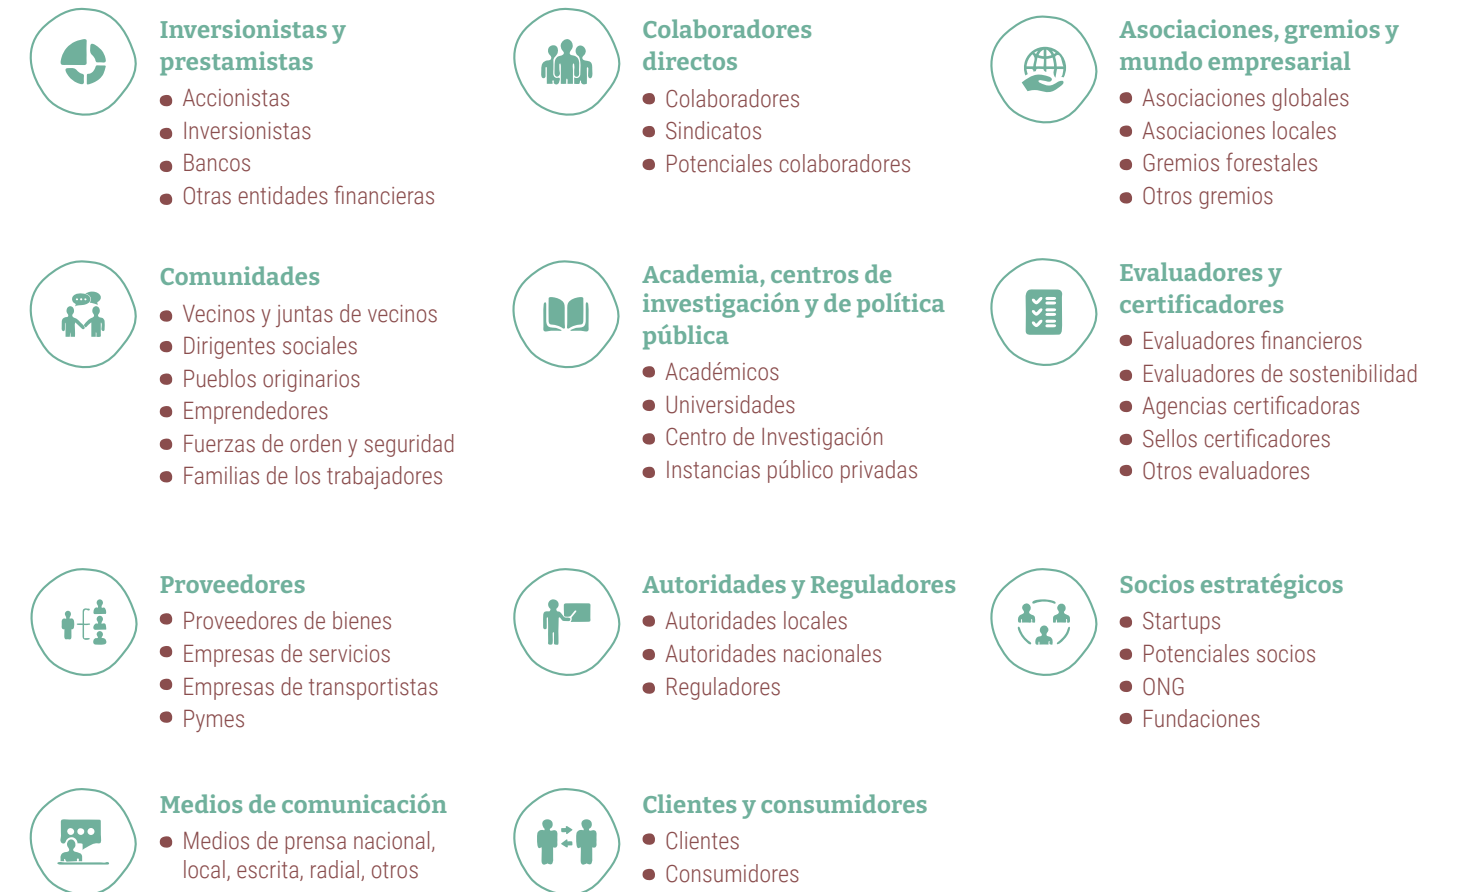 Inversionistas y
prestamistas
Accionistas
Inversionistas
Bancos
Otras entidades financieras
Colaboradores
directos
Colaboradores
Sindicatos
Potenciales colaboradores
Asociaciones, gremios y
mundo empresarial
Asociaciones globales
Asociaciones locales
Gremios forestales
Otros gremios
Comunidades
Vecinos y juntas de vecinos
Dirigentes sociales
Pueblos originarios
Emprendedores
Fuerzas de orden y seguridad
Familias de los trabajadores
Academia, centros de
investigación y de política
pública
Académicos
Universidades
Centro de Investigación
Instancias público privadas
Evaluadores y
certificadores
Evaluadores financieros
Evaluadores de sostenibilidad
Agencias certificadoras
Sellos certificadores
Otros evaluadores
Proveedores
Proveedores de bienes
Empresas de servicios
Empresas de transportistas
Pymes
Autoridades y Reguladores
Autoridades locales
Autoridades nacionales
Reguladores
Socios estratégicos
Startups
Potenciales socios
ONG
Fundaciones
Medios de comunicación
Medios de prensa nacional,
local, escrita, radial, otros
Clientes y consumidores
Clientes
Consumidores